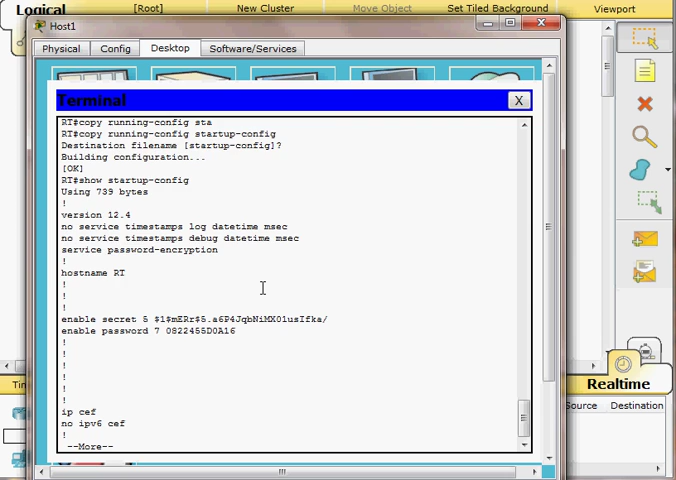 Logical
[Root]
New Cluster
Move Object
Set Tiled Background
Viewport
Host1
Physical
Config
Desktop
Software/Services
Terminal
X
RT#copy running-config sta
RT#copy running-config startup-config
Destination filename [startup-config]?
Building configuration...
[OK]
RT#show startup-config
Using 739 bytes
!
version 12.4
no service timestamps log datetime msec
no service timestamps debug datetime msec
service password-encryption
!
hostname RT
!
!
!
enable secret 5 $1$mERr$5.a6P4JqbNiMX01usIfka/
enable password 7 0822455D0A16
!
!
!
!
!
!
ip cef
no ipv6 cef
!
--More--
Realtime
Source
Destination